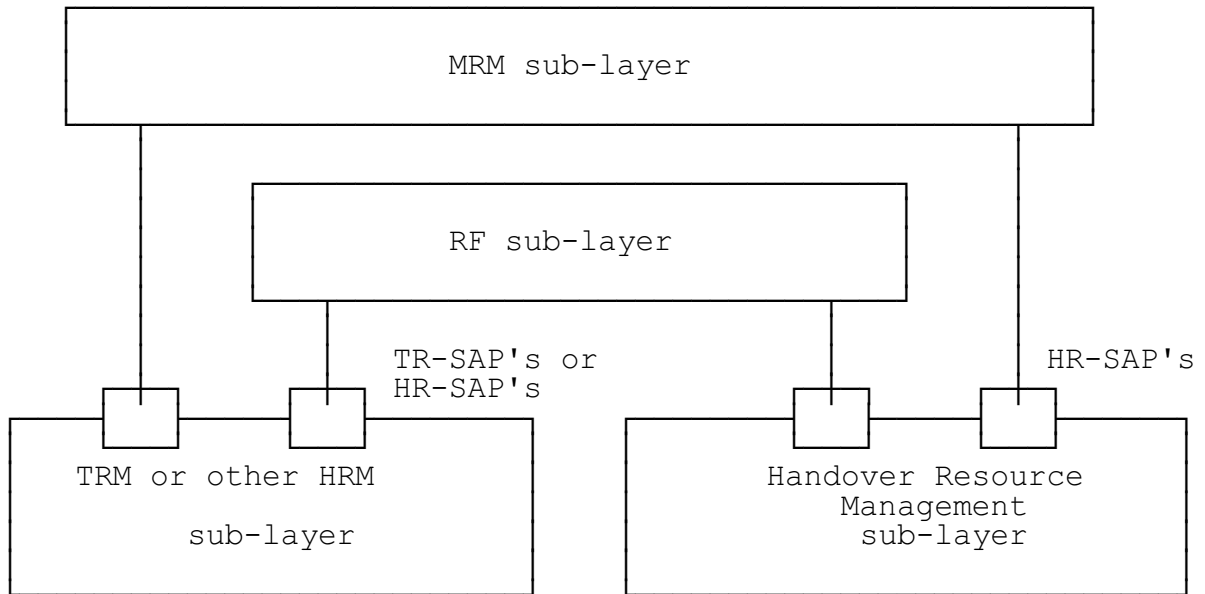 MRM sub-layer
RF sub-layer
TR-SAP's or
HR-SAP's
HR-SAP's
TRM or other HRM
sub-layer
Handover Resource
Management
sub-layer